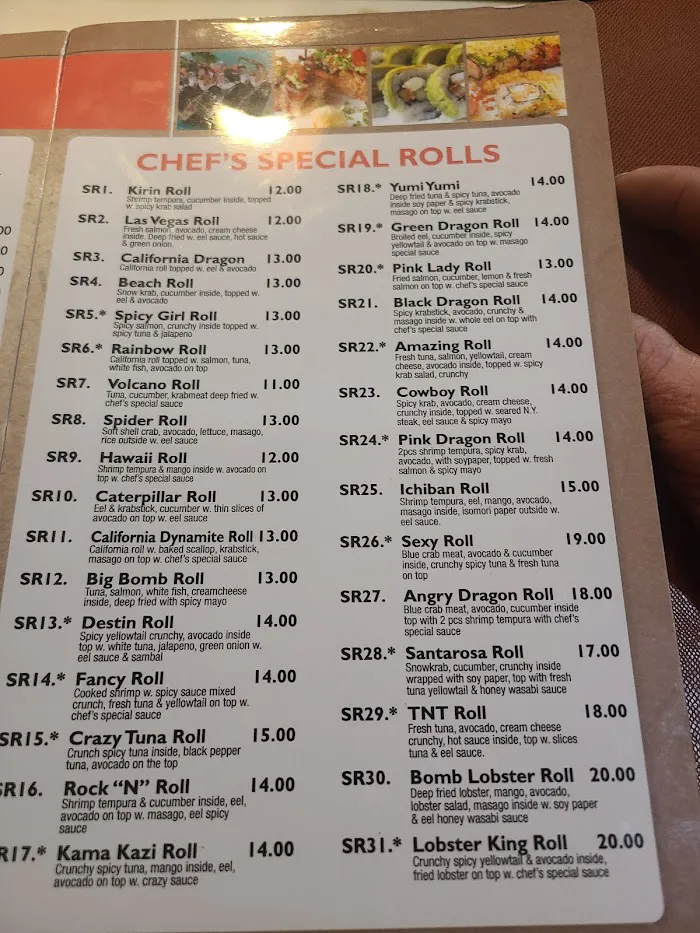 CHEF'S SPECIAL ROLLS
SR1. Kirin Roll 12.00
Shrimp tempura, cucumber inside, topped
w. spicy krab salad
SR2. Las Vegas Roll 12.00
Fresh salmon, avocado, cream cheese
inside. Deep fried w. eel sauce, hot sauce
& green onion.
SR3. California Dragon 13.00
California roll topped w. eel & avocado
SR4. Beach Roll 13.00
Snow krab, cucumber inside, topped w.
eel & avocado
SR5.* Spicy Girl Roll 13.00
Spicy salmon, crunchy inside topped w.
spicy tuna & jalapeno
SR6.* Rainbow Roll 13.00
California roll topped w. salmon, tuna,
white fish, avocado on top
SR7. Volcano Roll 11.00
Tuna, cucumber, krabmeat deep fried w.
chef's special sauce
SR8. Spider Roll 13.00
Soft shell crab, avocado, lettuce, masago,
rice outside w. eel sauce
SR9. Hawaii Roll 12.00
Shrimp tempura & mango inside w. avocado on
top w. chef's special sauce
SR10. Caterpillar Roll 13.00
Eel & krabstick, cucumber w. thin slices of
avocado on top w. eel sauce
SR11. California Dynamite Roll 13.00
California roll w. baked scallop, krabstick,
masago on top w. chef's special sauce
SR12. Big Bomb Roll 13.00
Tuna, salmon, white fish, creamcheese
inside, deep fried with spicy mayo
SR13.* Destin Roll 14.00
Spicy yellowtail crunchy, avocado inside
top w. white tuna, jalapeno, green onion w.
eel sauce & sambal
SR14.* Fancy Roll 14.00
Cooked shrimp w. spicy sauce mixed
crunch, fresh tuna & yellowtail on top w.
chef's special sauce
SR15.* Crazy Tuna Roll 15.00
Crunch spicy tuna inside, black pepper
tuna, avocado on the top
SR16. Rock "N" Roll 14.00
Shrimp tempura & cucumber inside, eel,
avocado on top w. masago, eel spicy
sauce
R17.* Kama Kazi Roll 14.00
Crunchy spicy tuna, mango inside, eel,
avocado on top w. crazy sauce
SR18.* Yumi Yumi 14.00
Deep fried tuna & spicy tuna, avocado
inside soy paper & spicy krabstick,
masago on top w. eel sauce
SR19.* Green Dragon Roll 14.00
Broiled eel, cucumber inside, spicy
yellowtail & avocado on top w. masago
special sauce
SR20.* Pink Lady Roll 13.00
Fried salmon, cucumber, lemon & fresh
salmon on top w. chef's special sauce
SR21. Black Dragon Roll 14.00
Spicy krabstick, avocado, crunchy &
masago inside w. whole eel on top with
chef's special sauce
SR22.* Amazing Roll 14.00
Fresh tuna, salmon, yellowtail, cream
cheese, avocado inside, topped w. spicy
krab salad, crunchy
SR23. Cowboy Roll 14.00
Spicy krab, avocado, cream cheese,
crunchy inside, topped w. seared N.Y.
steak, eel sauce & spicy mayo
SR24.* Pink Dragon Roll 14.00
2pcs shrimp tempura, spicy krab,
avocado, with soypaper, topped w. fresh
salmon & spicy mayo
SR25. Ichiban Roll 15.00
Shrimp tempura, eel, mango, avocado,
masago inside, isomori paper outside w.
eel sauce.
SR26.* Sexy Roll 19.00
Blue crab meat, avocado & cucumber
inside, crunchy spicy tuna & fresh tuna
on top
SR27. Angry Dragon Roll 18.00
Blue crab meat, avocado, cucumber inside
top with 2 pcs shrimp tempura with chef's
special sauce
SR28.* Santarosa Roll 17.00
Snowkrab, cucumber, crunchy inside
wrapped with soy paper, top with fresh
tuna yellowtail & honey wasabi sauce
SR29.* TNT Roll 18.00
Fresh tuna, avocado, cream cheese
crunchy, hot sauce inside, top w. slices
tuna & eel sauce.
SR30. Bomb Lobster Roll 20.00
Deep fried lobster, mango, avocado,
lobster salad, masago inside w. soy paper
& eel honey wasabi sauce
SR31.* Lobster King Roll 20.00
Crunchy spicy yellowtail & avocado inside,
fried lobster on top w. chef's special sauce